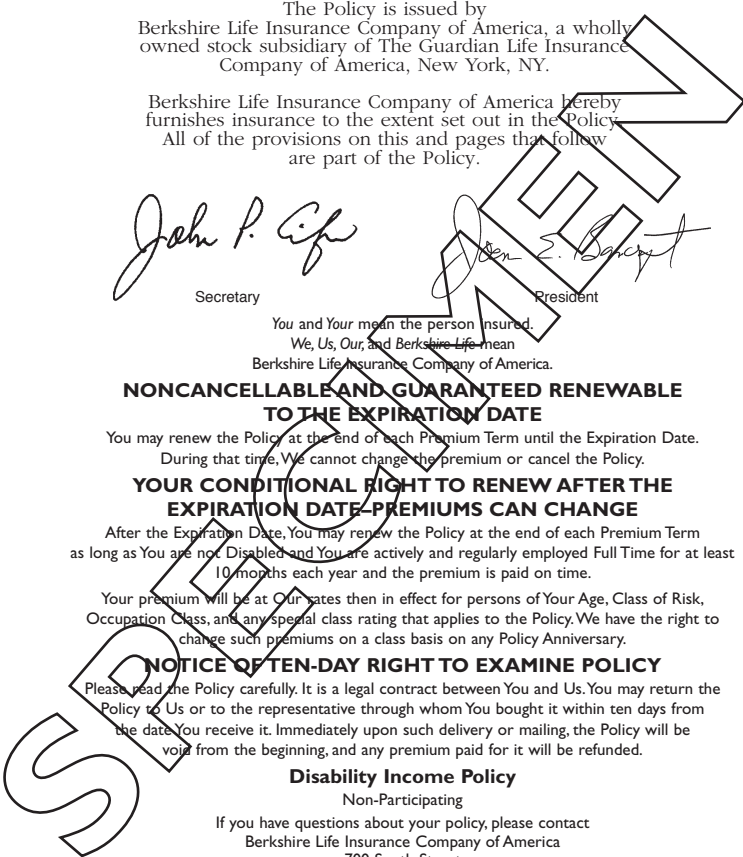 The Policy is issued by
Berkshire Life Insurance Company of America, a wholly
owned stock subsidiary of The Guardian Life Insurance
Company of America, New York, NY.
Berkshire Life Insurance Company of America hereby
furnishes insurance to the extent set out in the Policy.
All of the provisions on this and pages that follow
are part of the Policy.
John P.
Secretary President
You and Your mean the person insured.
We, Us, Our, and Berkshire Life mean
Berkshire Life Insurance Company of America.
NONCANCELLABLE AND GUARANTEED RENEWABLE
TO THE EXPIRATION DATE
You may renew the Policy at the end of each Premium Term until the Expiration Date.
During that time, We cannot change the premium or cancel the Policy.
YOUR CONDITIONAL RIGHT TO RENEW AFTER THE
EXPIRATION DATE–PREMIUMS CAN CHANGE
After the Expiration Date, You may renew the Policy at the end of each Premium Term
as long as You are not Disabled and You are actively and regularly employed Full Time for at least
10 months each year and the premium is paid on time.
Your premium will be at Our rates then in effect for persons of Your Age, Class of Risk,
Occupation Class, and any special class rating that applies to the Policy. We have the right to
change such premiums on a class basis on any Policy Anniversary.
NOTICE OF TEN-DAY RIGHT TO EXAMINE POLICY
Please read the Policy carefully. It is a legal contract between You and Us. You may return the
Policy to Us or to the representative through whom You bought it within ten days from
the date You receive it. Immediately upon such delivery or mailing, the Policy will be
void from the beginning, and any premium paid for it will be refunded.
Disability Income Policy
Non-Participating
If you have questions about your policy, please contact
Berkshire Life Insurance Company of America
700 South Street
SPECIMEN